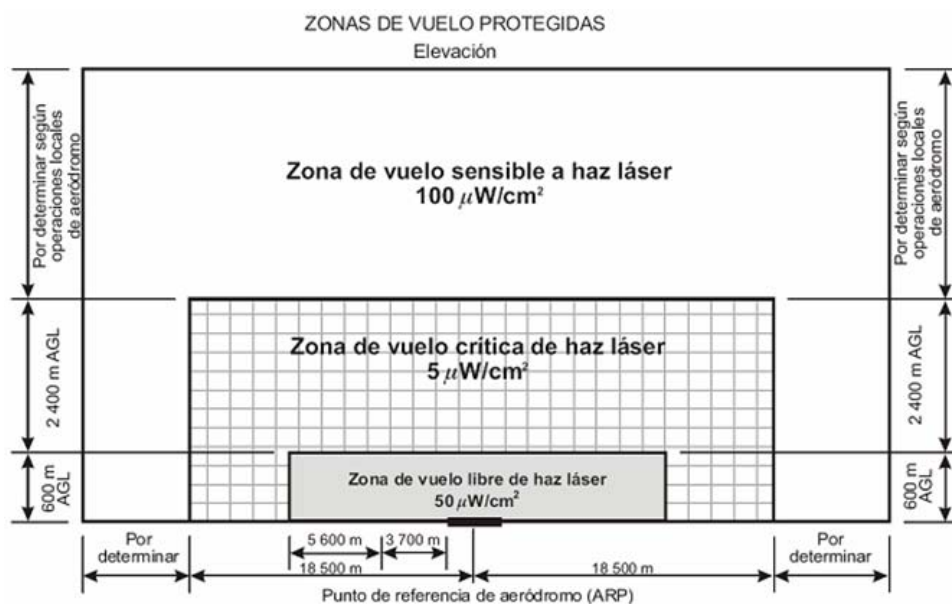 ZONAS DE VUELO PROTEGIDAS
Elevación
Por determinar según
operaciones locales
de aeródromo
Zona de vuelo sensible a haz láser
100 μW/cm²
Por determinar según
operaciones locales
de aeródromo
2 400 m AGL
Zona de vuelo crítica de haz láser
5 μW/cm²
2 400 m AGL
600 m
AGL
Zona de vuelo libre de haz láser
50 μW/cm²
600 m
AGL
Por
determinar
5 600 m
3 700 m
18 500 m
18 500 m
Por
determinar
Punto de referencia de aeródromo (ARP)